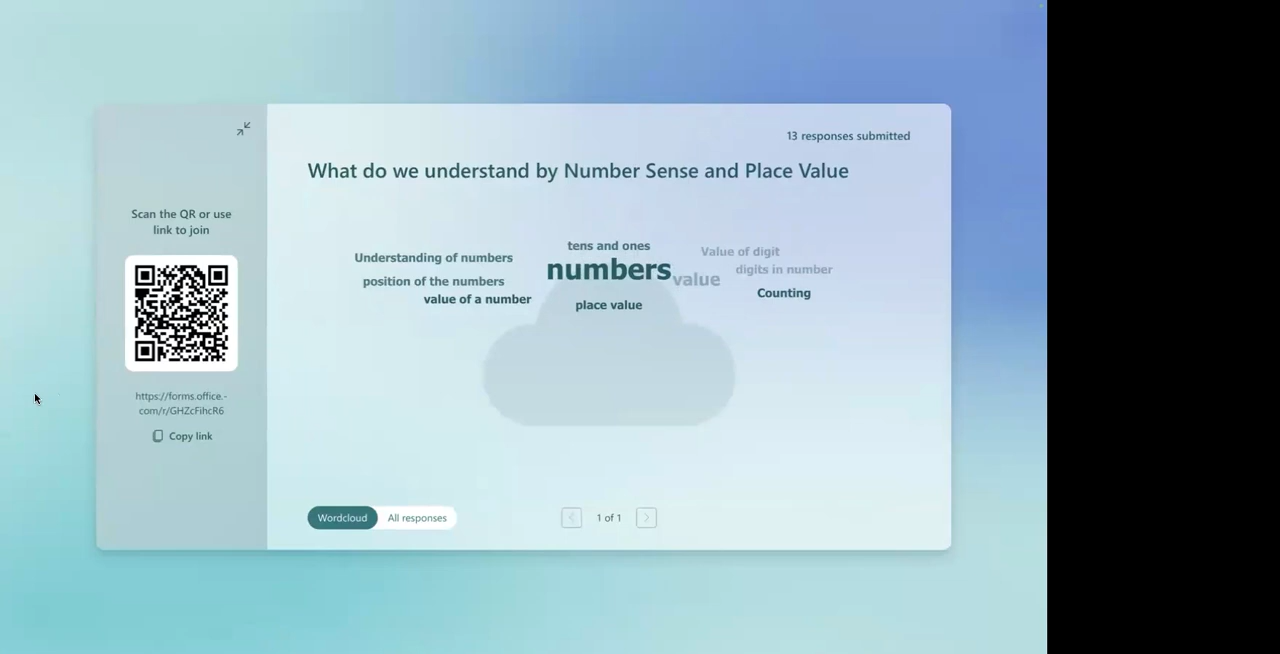 13 responses submitted
What do we understand by Number Sense and Place Value
Scan the QR or use
link to join
https://forms.office.-
com/r/GHZcFihcR6
Copy link
tens and ones
Value of digit
Understanding of numbers
numbers
digits in number
position of the numbers
value
Counting
value of a number
place value
Wordcloud
All responses
1 of 1